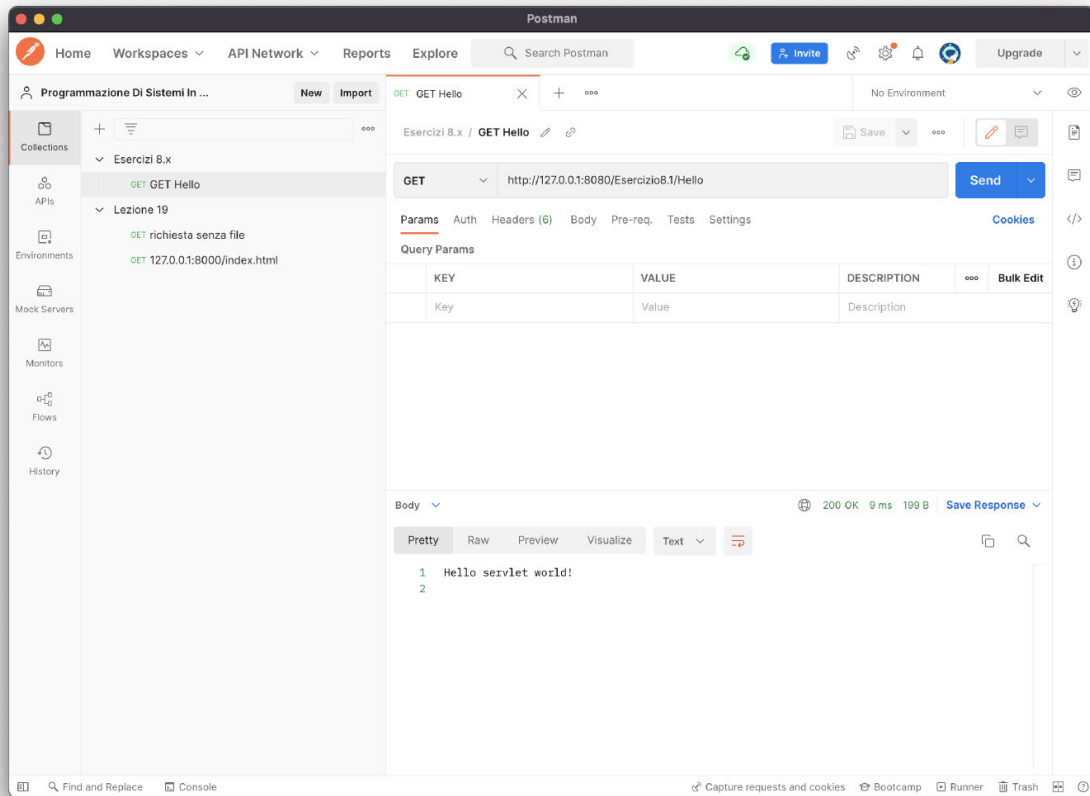 Postman
Home Workspaces API Network Reports Explore Search Postman Invite Upgrade
Programmazione Di Sistemi In ... New Import GET GET Hello No Environment
Esercizi 8.x / GET Hello Save
Collections
APIs
Environments
Mock Servers
Monitors
Flows
History
Esercizi 8.x
GET GET Hello
Lezione 19
GET richiesta senza file
GET 127.0.0.1:8000/index.html
GET http://127.0.0.1:8080/Esercizio8.1/Hello Send
Params Auth Headers (6) Body Pre-req. Tests Settings Cookies
Query Params
KEY VALUE DESCRIPTION Bulk Edit
Key Value Description
Body 200 OK 9 ms 199 B Save Response
Pretty Raw Preview Visualize Text
1 Hello servlet world!
2
Find and Replace Console Capture requests and cookies Bootcamp Runner Trash